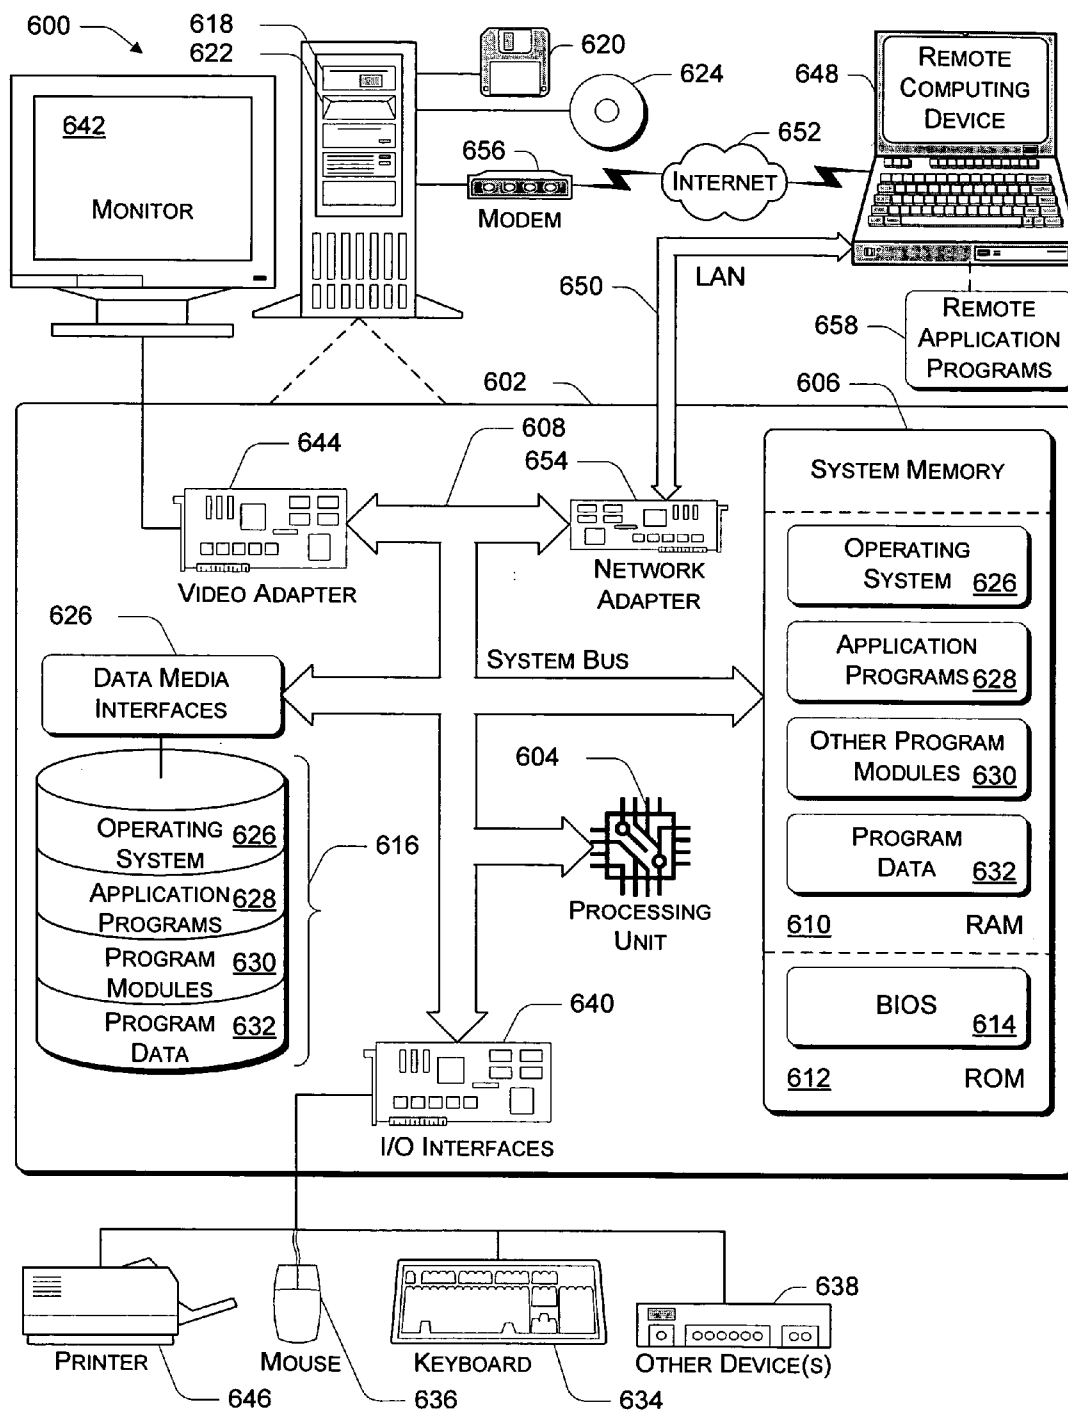 600
618
622
620
624
648
REMOTE
COMPUTING
DEVICE
642
MONITOR
656
MODEM
652
INTERNET
LAN
650
658
REMOTE
APPLICATION
PROGRAMS
602
606
644
608
654
SYSTEM MEMORY
VIDEO ADAPTER
NETWORK
ADAPTER
OPERATING
SYSTEM 626
626
DATA MEDIA
INTERFACES
SYSTEM BUS
APPLICATION
PROGRAMS 628
OTHER PROGRAM
MODULES 630
604
PROCESSING
UNIT
PROGRAM
DATA 632
610 RAM
OPERATING
SYSTEM 626
616
APPLICATION
PROGRAMS 628
PROGRAM
MODULES 630
PROGRAM
DATA 632
BIOS 614
612 ROM
640
I/O INTERFACES
638
PRINTER
MOUSE
KEYBOARD
OTHER DEVICE(S)
646
636
634